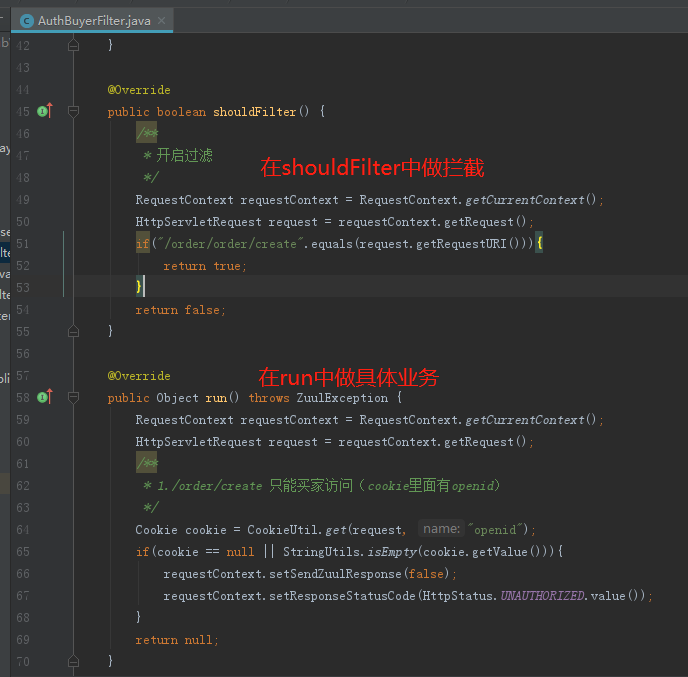 AuthBuyerFilter.java
42 }
43
44 @Override
45 public boolean shouldFilter() {
46 /**
47 * 开启过滤
在shouldFilter中做拦截
48 */
49 RequestContext requestContext = RequestContext.getCurrentContext();
50 HttpServletRequest request = requestContext.getRequest();
51 if("/order/order/create".equals(request.getRequestURI())){
52 return true;
53 }
54 return false;
55 }
56
57 @Override
在run中做具体业务
58 public Object run() throws ZuulException {
59 RequestContext requestContext = RequestContext.getCurrentContext();
60 HttpServletRequest request = requestContext.getRequest();
61 /**
62 * 1./order/create 只能买家访问（cookie里面有openid）
63 */
64 Cookie cookie = CookieUtil.get(request, name: "openid");
65 if(cookie == null || StringUtils.isEmpty(cookie.getValue())){
66 requestContext.setSendZuulResponse(false);
67 requestContext.setResponseStatusCode(HttpStatus.UNAUTHORIZED.value());
68 }
69 return null;
70 }